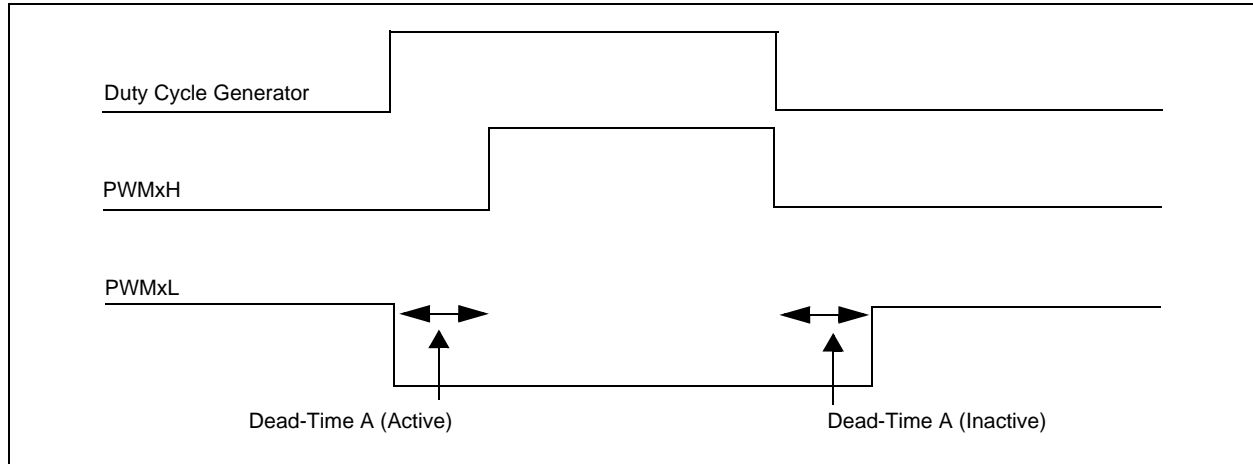 Duty Cycle Generator
PWMxH
PWMxL
Dead-Time A (Active)
Dead-Time A (Inactive)